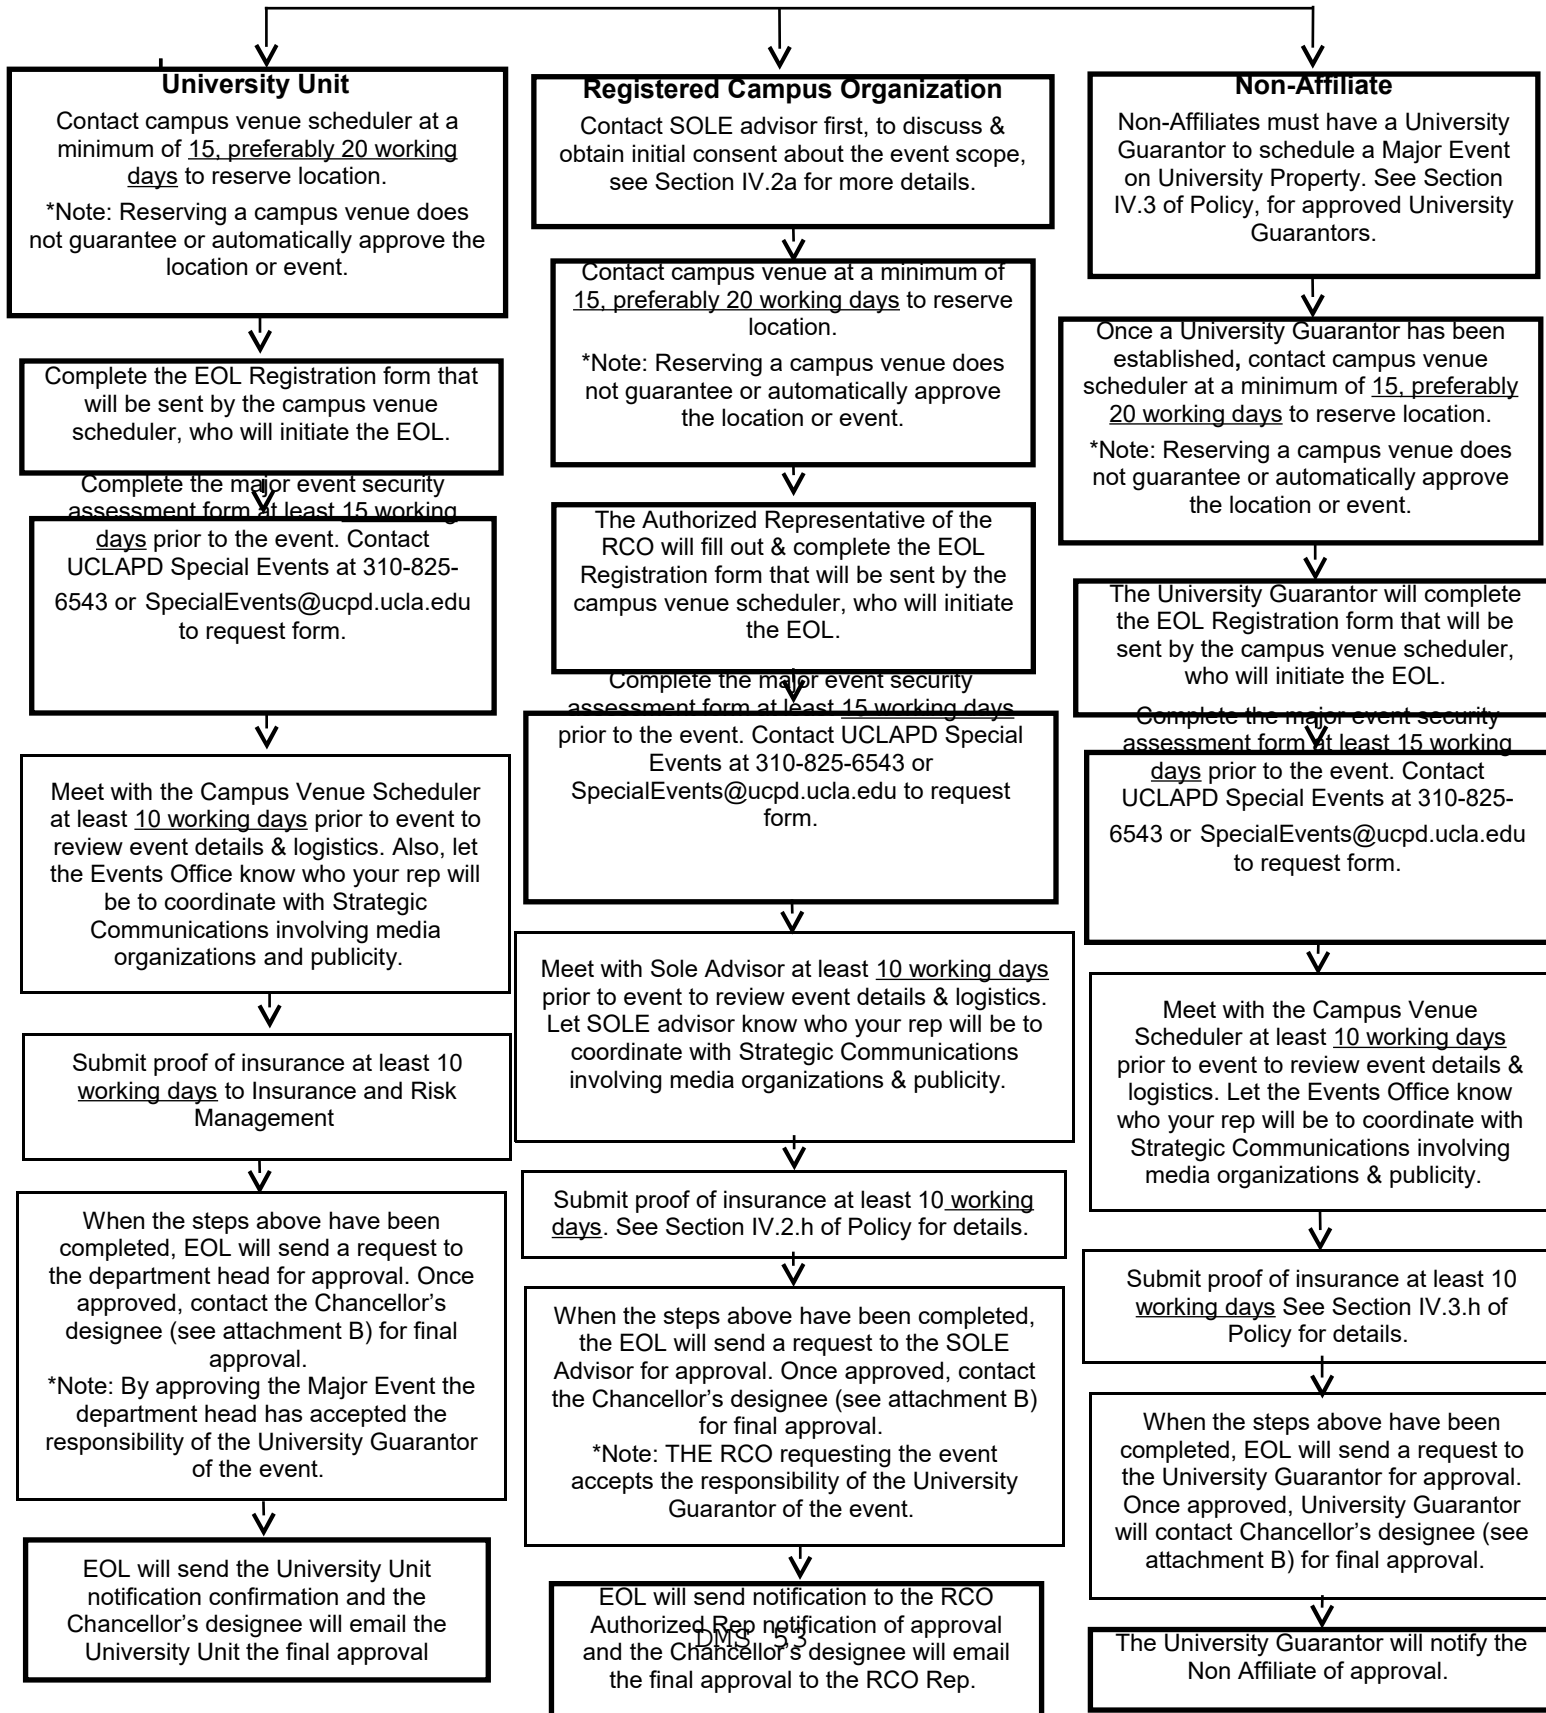 University Unit
Contact campus venue scheduler at a
minimum of 15, preferably 20 working
days to reserve location.
*Note: Reserving a campus venue does
not guarantee or automatically approve the
location or event.
Complete the EOL Registration form that
will be sent by the campus venue
scheduler, who will initiate the EOL.
Complete the major event security
assessment form at least 15 working
days prior to the event. Contact
UCLAPD Special Events at 310-825-
6543 or SpecialEvents@ucpd.ucla.edu
to request form.
Meet with the Campus Venue Scheduler
at least 10 working days prior to event to
review event details & logistics. Also, let
the Events Office know who your rep will
be to coordinate with Strategic
Communications involving media
organizations and publicity.
Submit proof of insurance at least 10
working days to Insurance and Risk
Management
When the steps above have been
completed, EOL will send a request to
the department head for approval. Once
approved, contact the Chancellor's
designee (see attachment B) for final
approval.
*Note: By approving the Major Event the
department head has accepted the
responsibility of the University Guarantor
of the event.
EOL will send the University Unit
notification confirmation and the
Chancellor's designee will email the
University Unit the final approval
Registered Campus Organization
Contact SOLE advisor first, to discuss &
obtain initial consent about the event scope,
see Section IV.2a for more details.
Contact campus venue at a minimum of
15, preferably 20 working days to reserve
location.
*Note: Reserving a campus venue does
not guarantee or automatically approve
the location or event.
The Authorized Representative of the
RCO will fill out & complete the EOL
Registration form that will be sent by the
campus venue scheduler, who will initiate
the EOL.
Complete the major event security
assessment form at least 15 working days
prior to the event. Contact UCLAPD Special
Events at 310-825-6543 or
SpecialEvents@ucpd.ucla.edu to request
form.
Meet with Sole Advisor at least 10 working days
prior to event to review event details & logistics.
Let SOLE advisor know who your rep will be to
coordinate with Strategic Communications
involving media organizations & publicity.
Submit proof of insurance at least 10 working
days. See Section IV.2.h of Policy for details.
When the steps above have been completed,
the EOL will send a request to the SOLE
Advisor for approval. Once approved, contact
the Chancellor's designee (see attachment B)
for final approval.
*Note: THE RCO requesting the event
accepts the responsibility of the University
Guarantor of the event.
EOL will send notification to the RCO
Authorized Rep notification of approval
and the Chancellor's designee will email
the final approval to the RCO Rep.
DMS 53
Non-Affiliate
Non-Affiliates must have a University
Guarantor to schedule a Major Event
on University Property. See Section
IV.3 of Policy, for approved University
Guarantors.
Once a University Guarantor has been
established, contact campus venue
scheduler at a minimum of 15, preferably
20 working days to reserve location.
*Note: Reserving a campus venue does
not guarantee or automatically approve
the location or event.
The University Guarantor will complete
the EOL Registration form that will be
sent by the campus venue scheduler,
who will initiate the EOL.
Complete the major event security
assessment form at least 15 working
days prior to the event. Contact
UCLAPD Special Events at 310-825-
6543 or SpecialEvents@ucpd.ucla.edu
to request form.
Meet with the Campus Venue
Scheduler at least 10 working days
prior to event to review event details &
logistics. Let the Events Office know
who your rep will be to coordinate with
Strategic Communications involving
media organizations & publicity.
Submit proof of insurance at least 10
working days See Section IV.3.h of
Policy for details.
When the steps above have been
completed, EOL will send a request to
the University Guarantor for approval.
Once approved, University Guarantor
will contact Chancellor's designee (see
attachment B) for final approval.
The University Guarantor will notify the
Non Affiliate of approval.